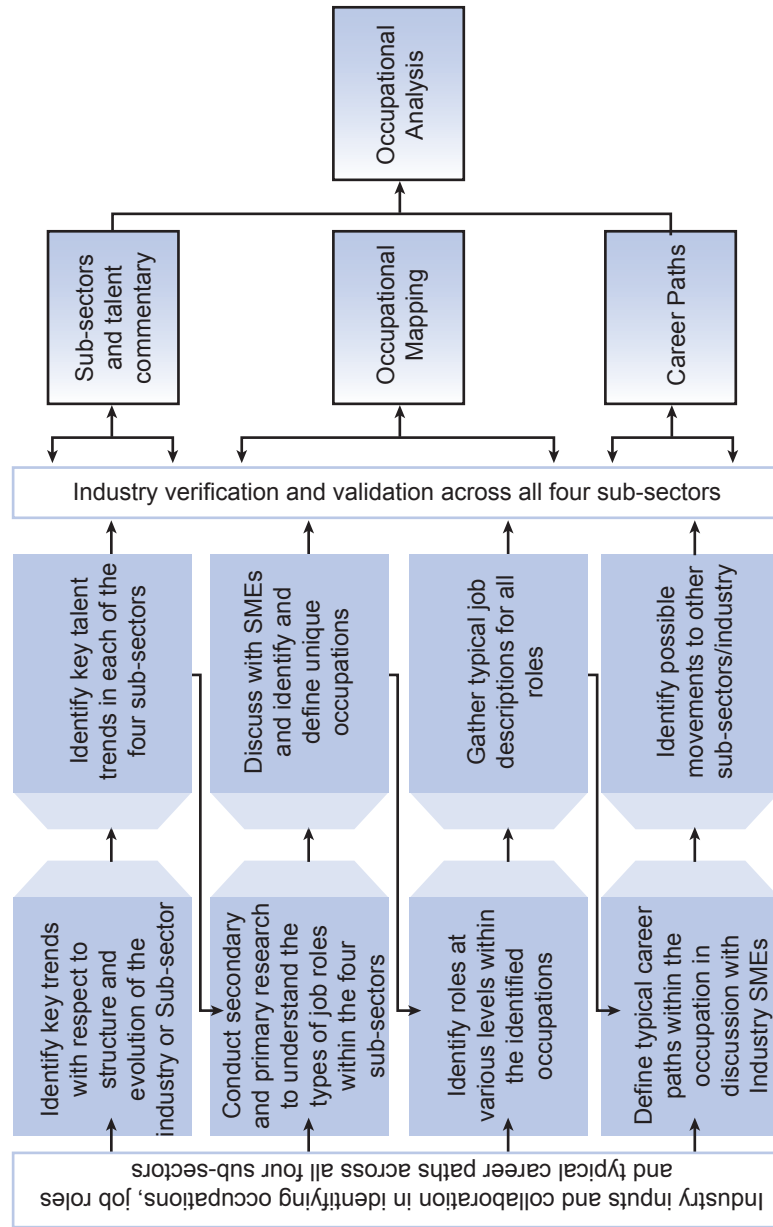 Industry inputs and collaboration in identifying occupations, job roles
and typical career paths across all four sub-sectors
Identify key trends
with respect to
structure and
evolution of the
industry or Sub-sector
Identify key talent
trends in each of the
four sub-sectors
Conduct secondary
and primary research
to understand the
types of job roles
within the four
sub-sectors
Discuss with SMEs
and identify and
define unique
occupations
Identify roles at
various levels within
the identified
occupations
Gather typical job
descriptions for all
roles
Define typical career
paths within the
occupation in
discussion with
Industry SMEs
Identify possible
movements to other
sub-sectors/industry
Industry verification and validation across all four sub-sectors
Sub-sectors
and talent
commentary
Occupational
Mapping
Career Paths
Occupational
Analysis